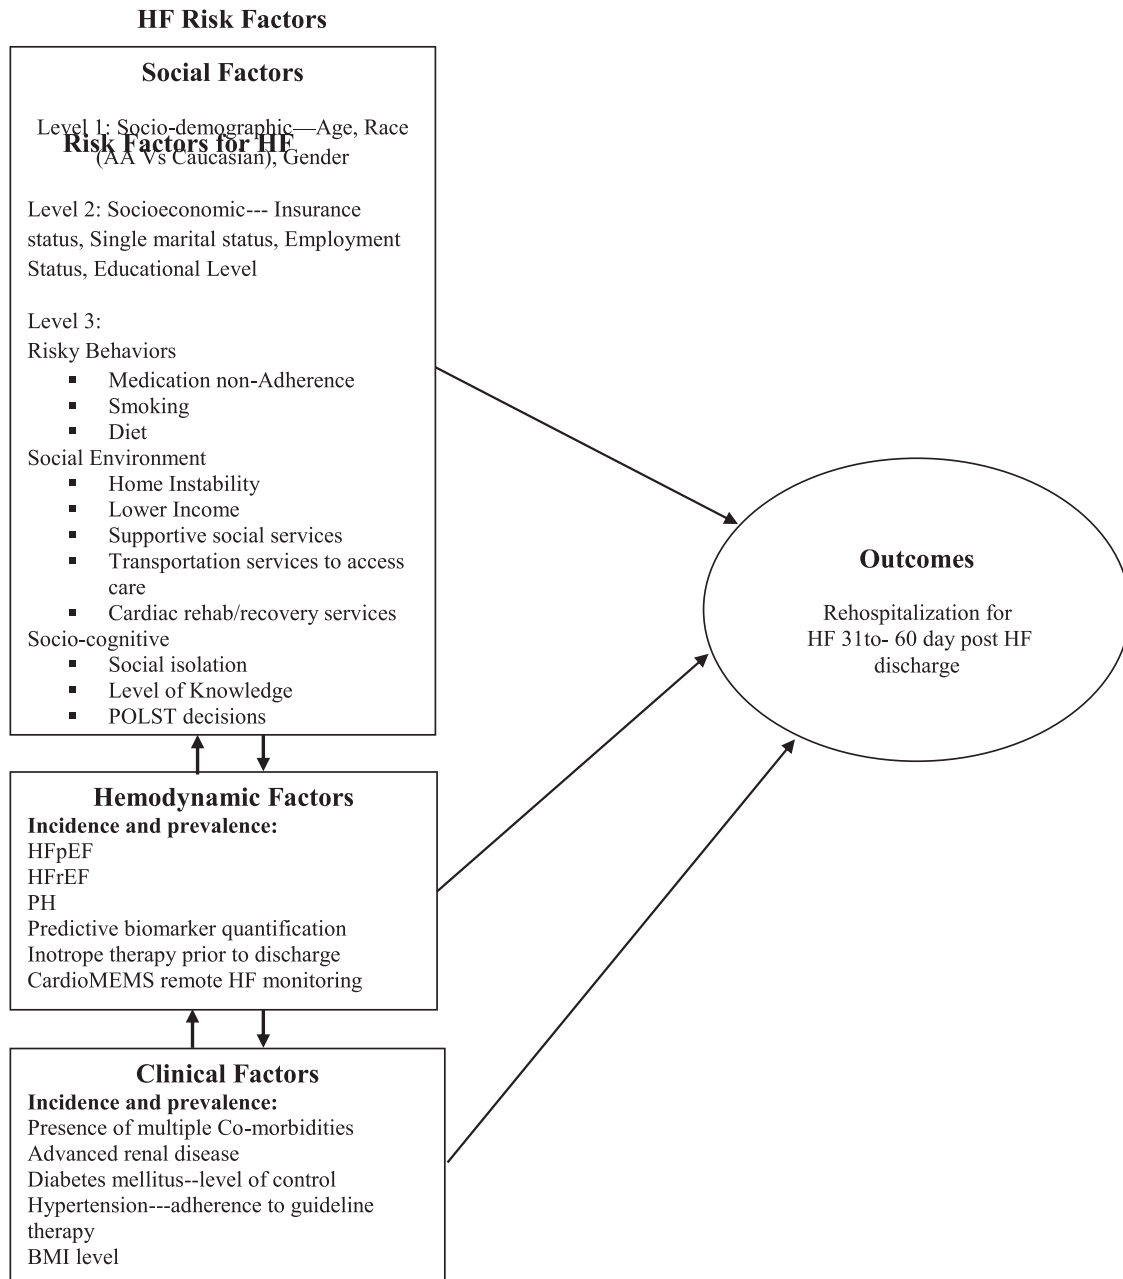 HF Risk Factors
Social Factors
Level 1: Socio-demographic—Age, Race
Risk Factors for HF
(AA Vs Caucasian), Gender
Level 2: Socioeconomic--- Insurance
status, Single marital status, Employment
Status, Educational Level
Level 3:
Risky Behaviors
▪ Medication non-Adherence
▪ Smoking
▪ Diet
Social Environment
▪ Home Instability
▪ Lower Income
▪ Supportive social services
▪ Transportation services to access
care
▪ Cardiac rehab/recovery services
Socio-cognitive
▪ Social isolation
▪ Level of Knowledge
▪ POLST decisions
Hemodynamic Factors
Incidence and prevalence:
HFpEF
HFrEF
PH
Predictive biomarker quantification
Inotrope therapy prior to discharge
CardioMEMS remote HF monitoring
Clinical Factors
Incidence and prevalence:
Presence of multiple Co-morbidities
Advanced renal disease
Diabetes mellitus--level of control
Hypertension---adherence to guideline
therapy
BMI level
Outcomes
Rehospitalization for
HF 31to- 60 day post HF
discharge